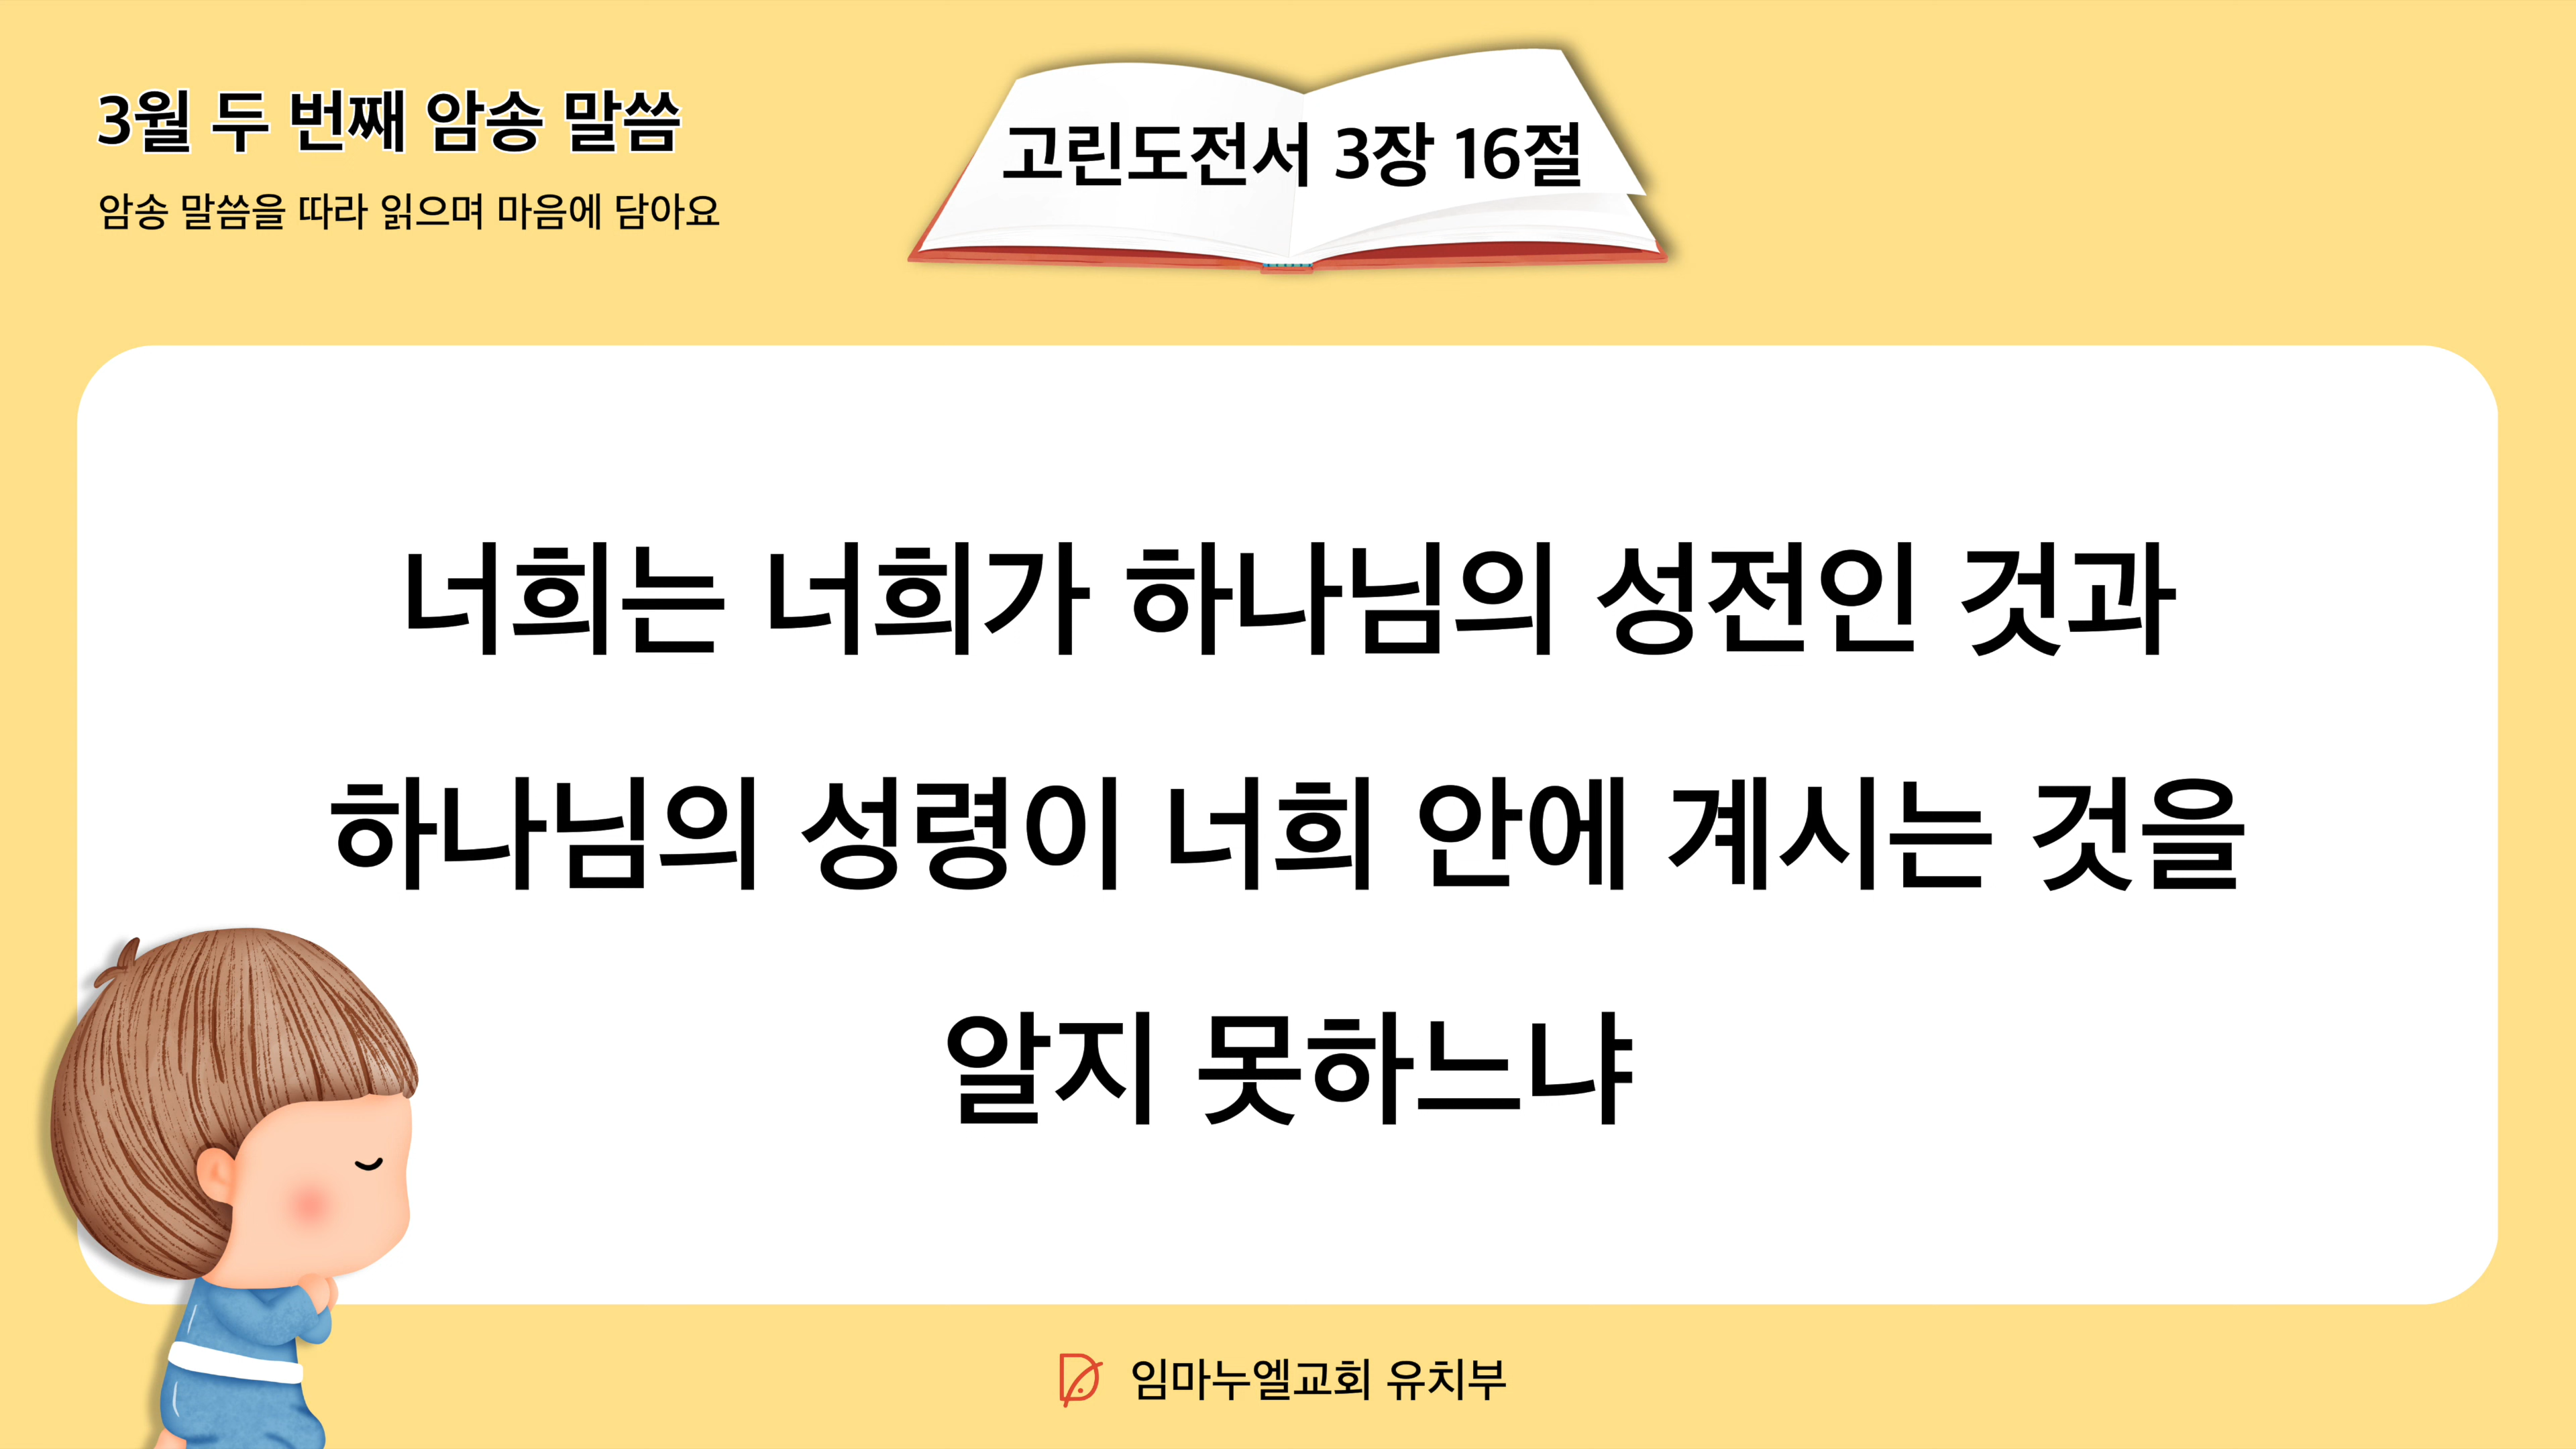 3월 두 번째 암송 말씀
암송 말씀을 따라 읽으며 마음에 담아요
고린도전서 3장 16절
너희는 너희가 하나님의 성전인 것과
하나님의 성령이 너희 안에 계시는 것을
알지 못하느냐
임마누엘교회 유치부